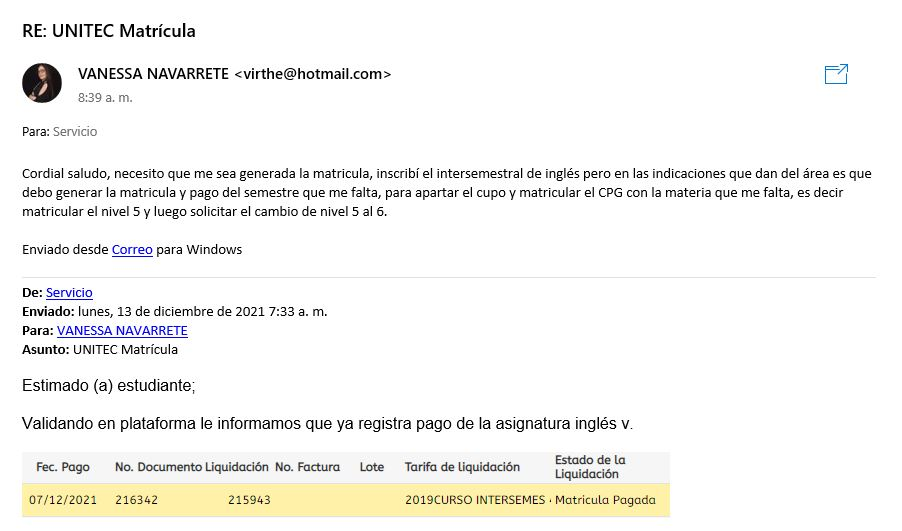 RE: UNITEC Matrícula
VANESSA NAVARRETE <virthe@hotmail.com>
8:39 a. m.
Para: Servicio
Cordial saludo, necesito que me sea generada la matricula, inscribí el intersemestral de inglés pero en las indicaciones que dan del área es que
debo generar la matricula y pago del semestre que me falta, para apartar el cupo y matricular el CPG con la materia que me falta, es decir
matricular el nivel 5 y luego solicitar el cambio de nivel 5 al 6.
Enviado desde Correo para Windows
De: Servicio
Enviado: lunes, 13 de diciembre de 2021 7:33 a. m.
Para: VANESSA NAVARRETE
Asunto: UNITEC Matrícula
Estimado (a) estudiante;
Validando en plataforma le informamos que ya registra pago de la asignatura inglés v.
Fec. Pago No. Documento Liquidación No. Factura Lote Tarifa de liquidación Estado de la
Liquidación
07/12/2021 216342 215943 2019CURSO INTERSEMES Matricula Pagada